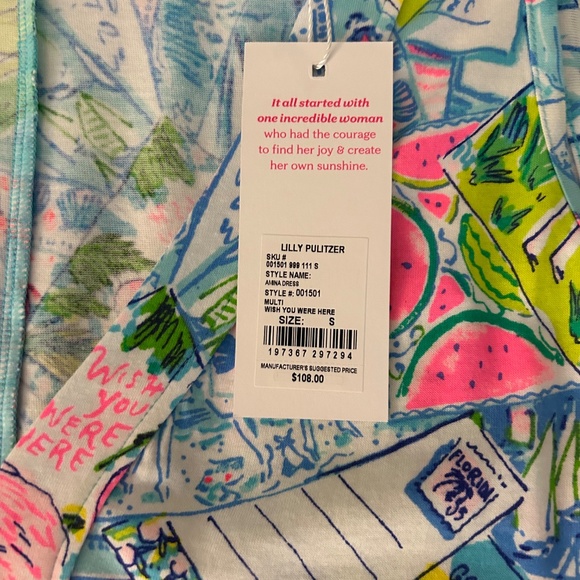 It all started with
one incredible woman
who had the courage
to find her joy & create
her own sunshine.
LILLY PULITZER
SKU #
001501 999 111 S
STYLE NAME:
AMINA DRESS
STYLE #: 001501
MULTI
WISH YOU WERE HERE
SIZE: S
197367 297294
MANUFACTURER'S SUGGESTED PRICE
$108.00
WISH
YOU
WERE
HERE
FLORIDA